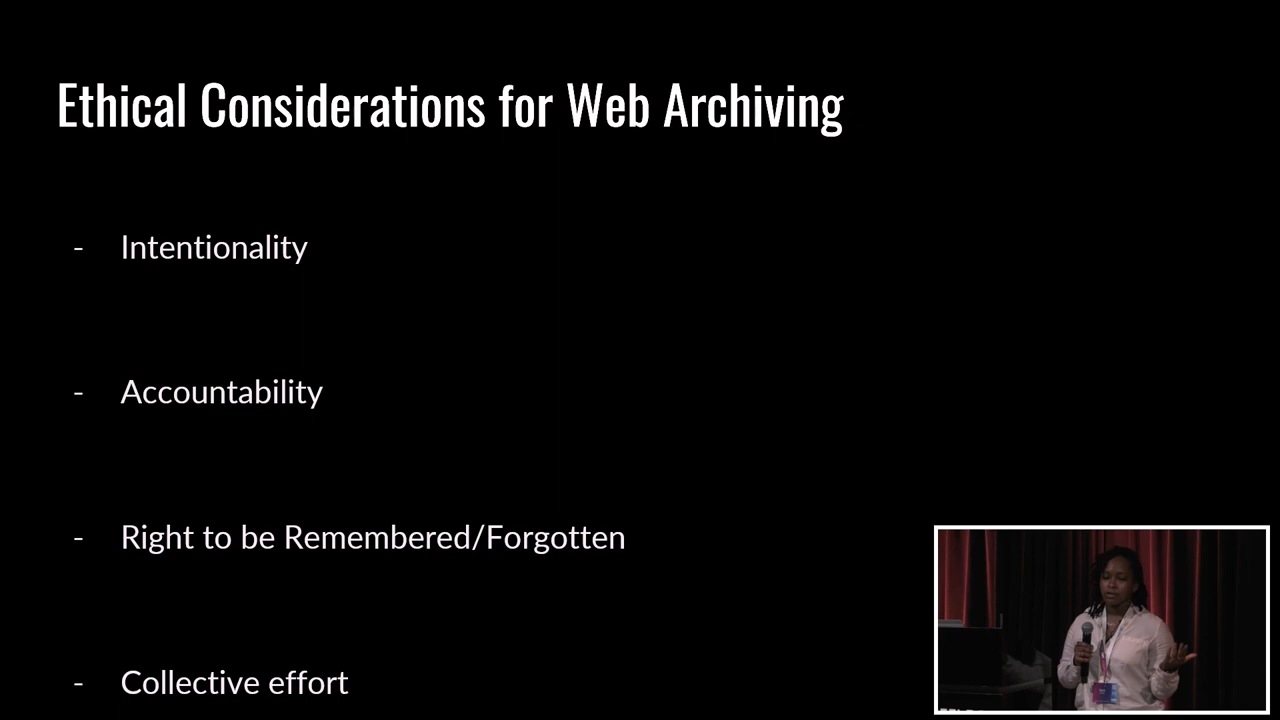 Ethical Considerations for Web Archiving
- Intentionality
- Accountability
- Right to be Remembered/Forgotten
- Collective effort